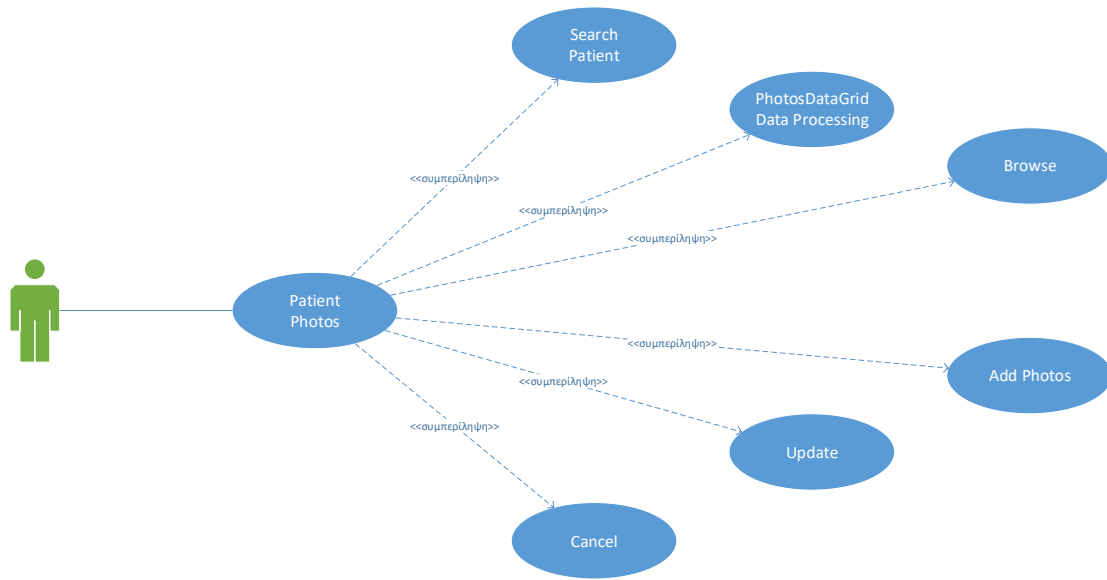 Search
Patient
PhotosDataGrid
Data Processing
Browse
<<συμπερίληψη>>
<<συμπερίληψη>>
<<συμπερίληψη>>
Patient
Photos
<<συμπερίληψη>>
Add Photos
<<συμπερίληψη>>
<<συμπερίληψη>>
Update
Cancel